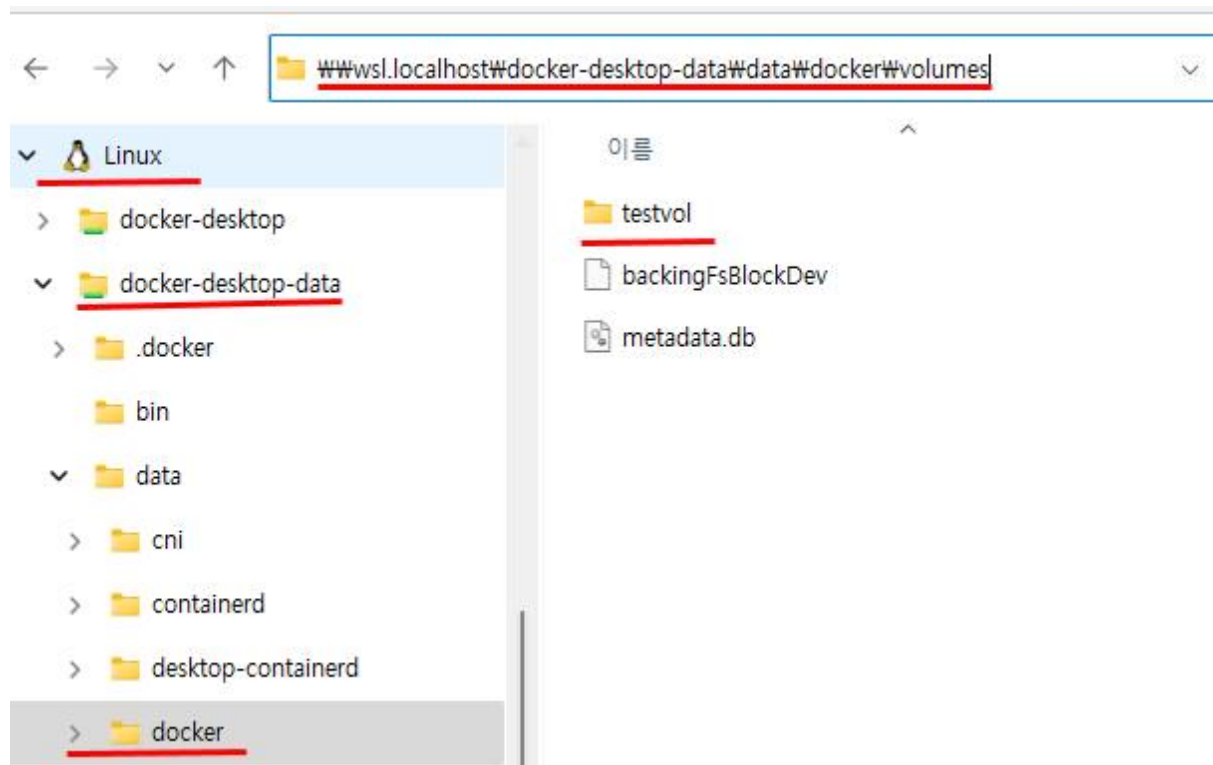 ₩₩wsl.localhost₩docker-desktop-data₩data₩docker₩volumes
Linux
docker-desktop
docker-desktop-data
.docker
bin
data
cni
containerd
desktop-containerd
docker
이름
testvol
backingFsBlockDev
metadata.db